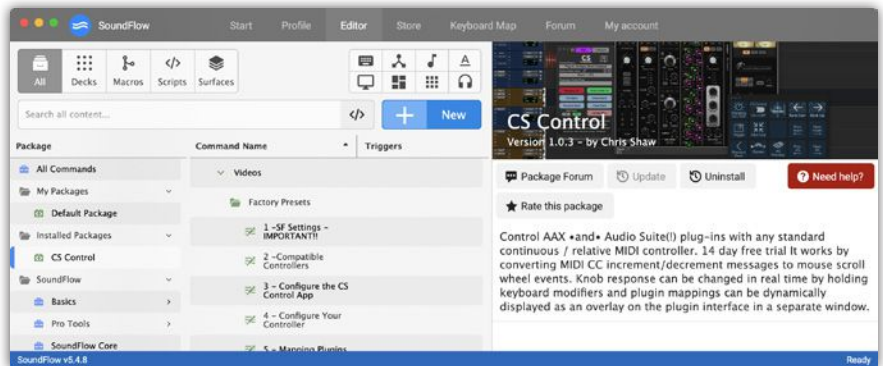 SoundFlow
Start Profile Editor Store Keyboard Map Forum My account
All Decks Macros Scripts Surfaces
A
Search all content...
</> New
Package
Command Name
Triggers
All Commands
My Packages
Default Package
Installed Packages
CS Control
SoundFlow
Basics
Pro Tools
SoundFlow Core
Videos
Factory Presets
1 -SF Settings -
IMPORTANT!!
2 -Compatible
Controllers
3 - Configure the CS
Control App
4 - Configure Your
Controller
5 - Mapping Plugins
CS Control
Version 1.0.3 - by Chris Shaw
Package Forum
Update
Uninstall
Need help?
Rate this package
Control AAX •and• Audio Suite(!) plug-ins with any standard
continuous / relative MIDI controller. 14 day free trial It works by
converting MIDI CC increment/decrement messages to mouse scroll
wheel events. Knob response can be changed in real time by holding
keyboard modifiers and plugin mappings can be dynamically
displayed as an overlay on the plugin interface in a separate window.
SoundFlow v5.4.8
Ready